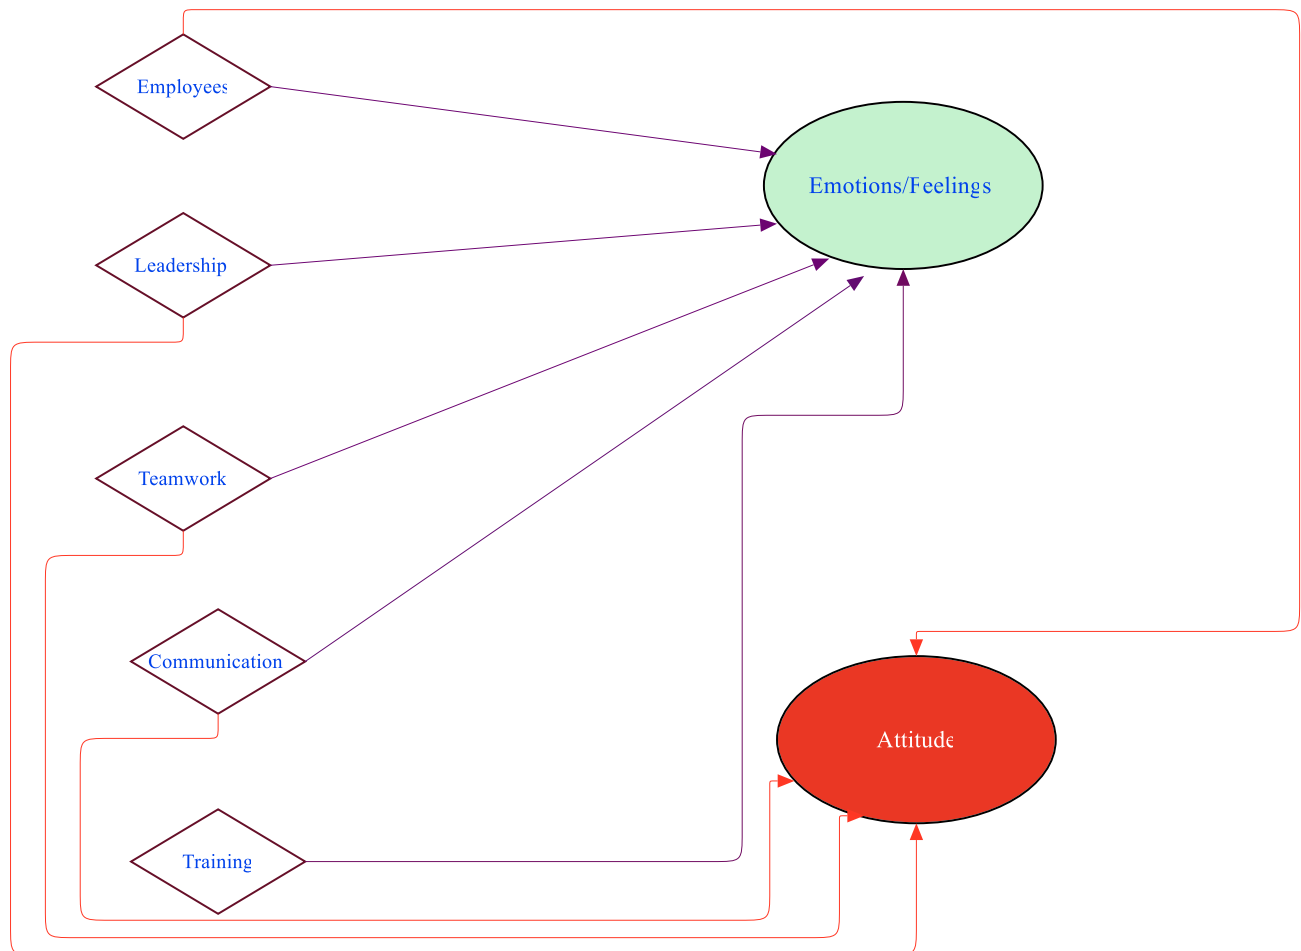 Employees
Emotions/Feelings
Leadership
Teamwork
Communication
Attitude
Training